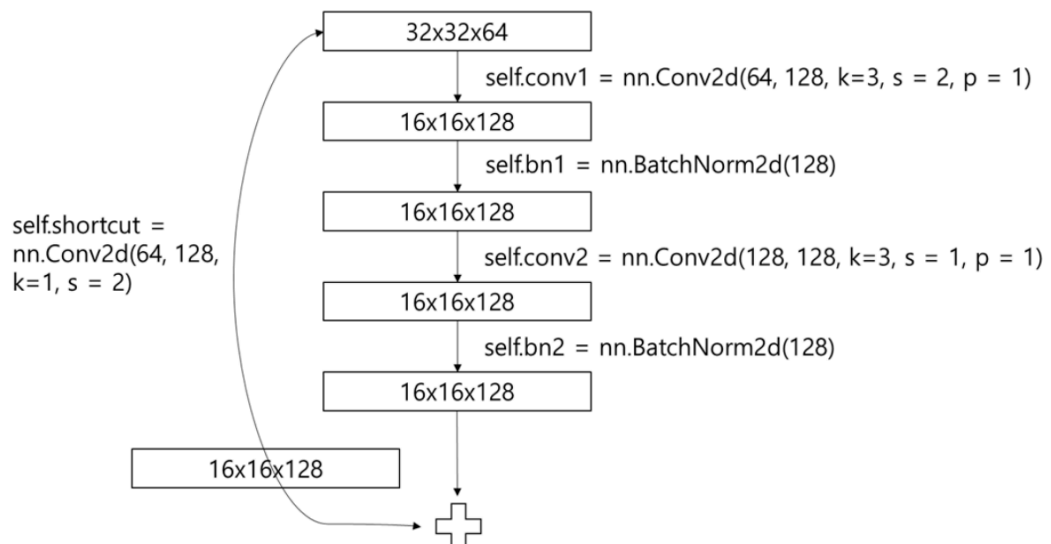 32x32x64
self.conv1 = nn.Conv2d(64, 128, k=3, s = 2, p = 1)
16x16x128
self.bn1 = nn.BatchNorm2d(128)
16x16x128
self.shortcut =
nn.Conv2d(64, 128,
k=1, s = 2)
self.conv2 = nn.Conv2d(128, 128, k=3, s = 1, p = 1)
16x16x128
self.bn2 = nn.BatchNorm2d(128)
16x16x128
16x16x128